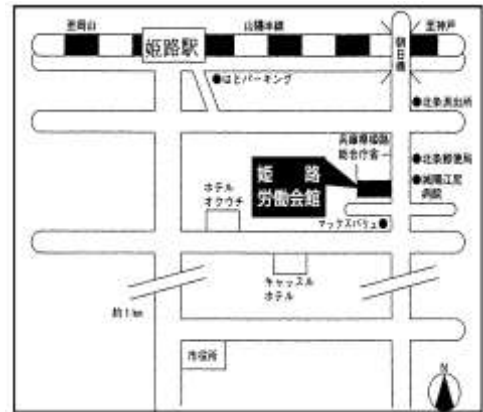 至岡山
山陽本線
至神戸
姫路駅
朝日橋
●はとパーキング
●北条派出所
兵庫県姫路
総合庁舎
●北条郵便局
姫路
労働会館
●城陽江尻
病院
ホテル
オクウチ
マックスバリュ●
キャッスル
ホテル
約1km
市役所
N